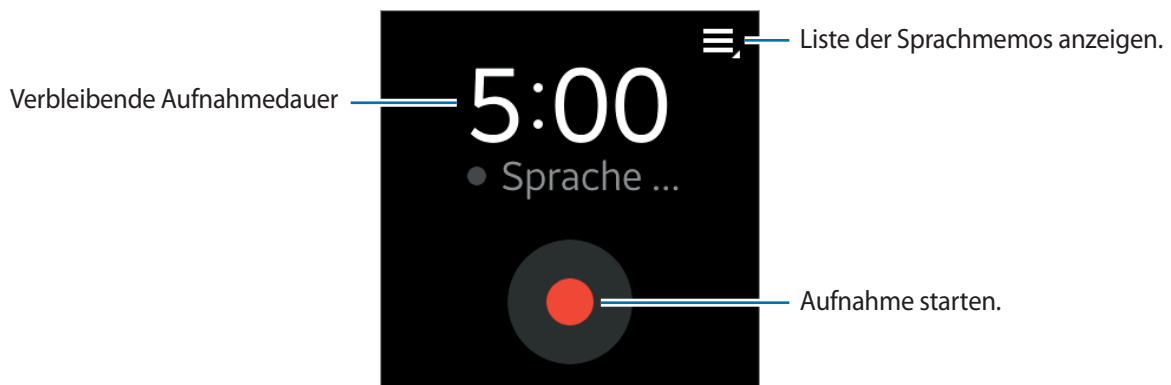 Liste der Sprachmemos anzeigen.
Verbleibende Aufnahmedauer
5:00
Sprache ...
Aufnahme starten.